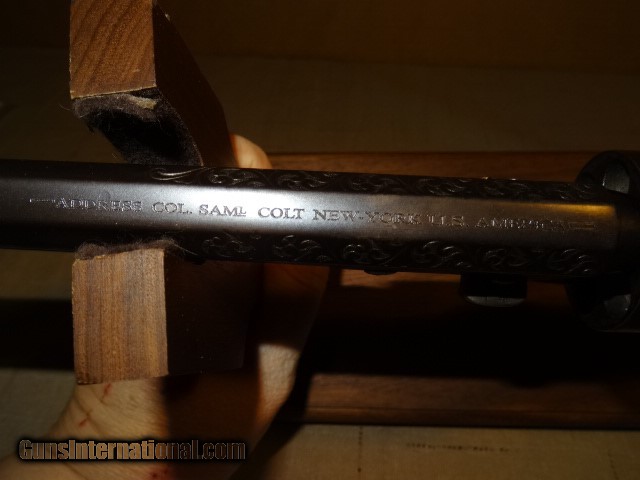 —ADDRESS COL. SAML COLT NEW-YORK U.S. AMERICA—
GunsInternational.com